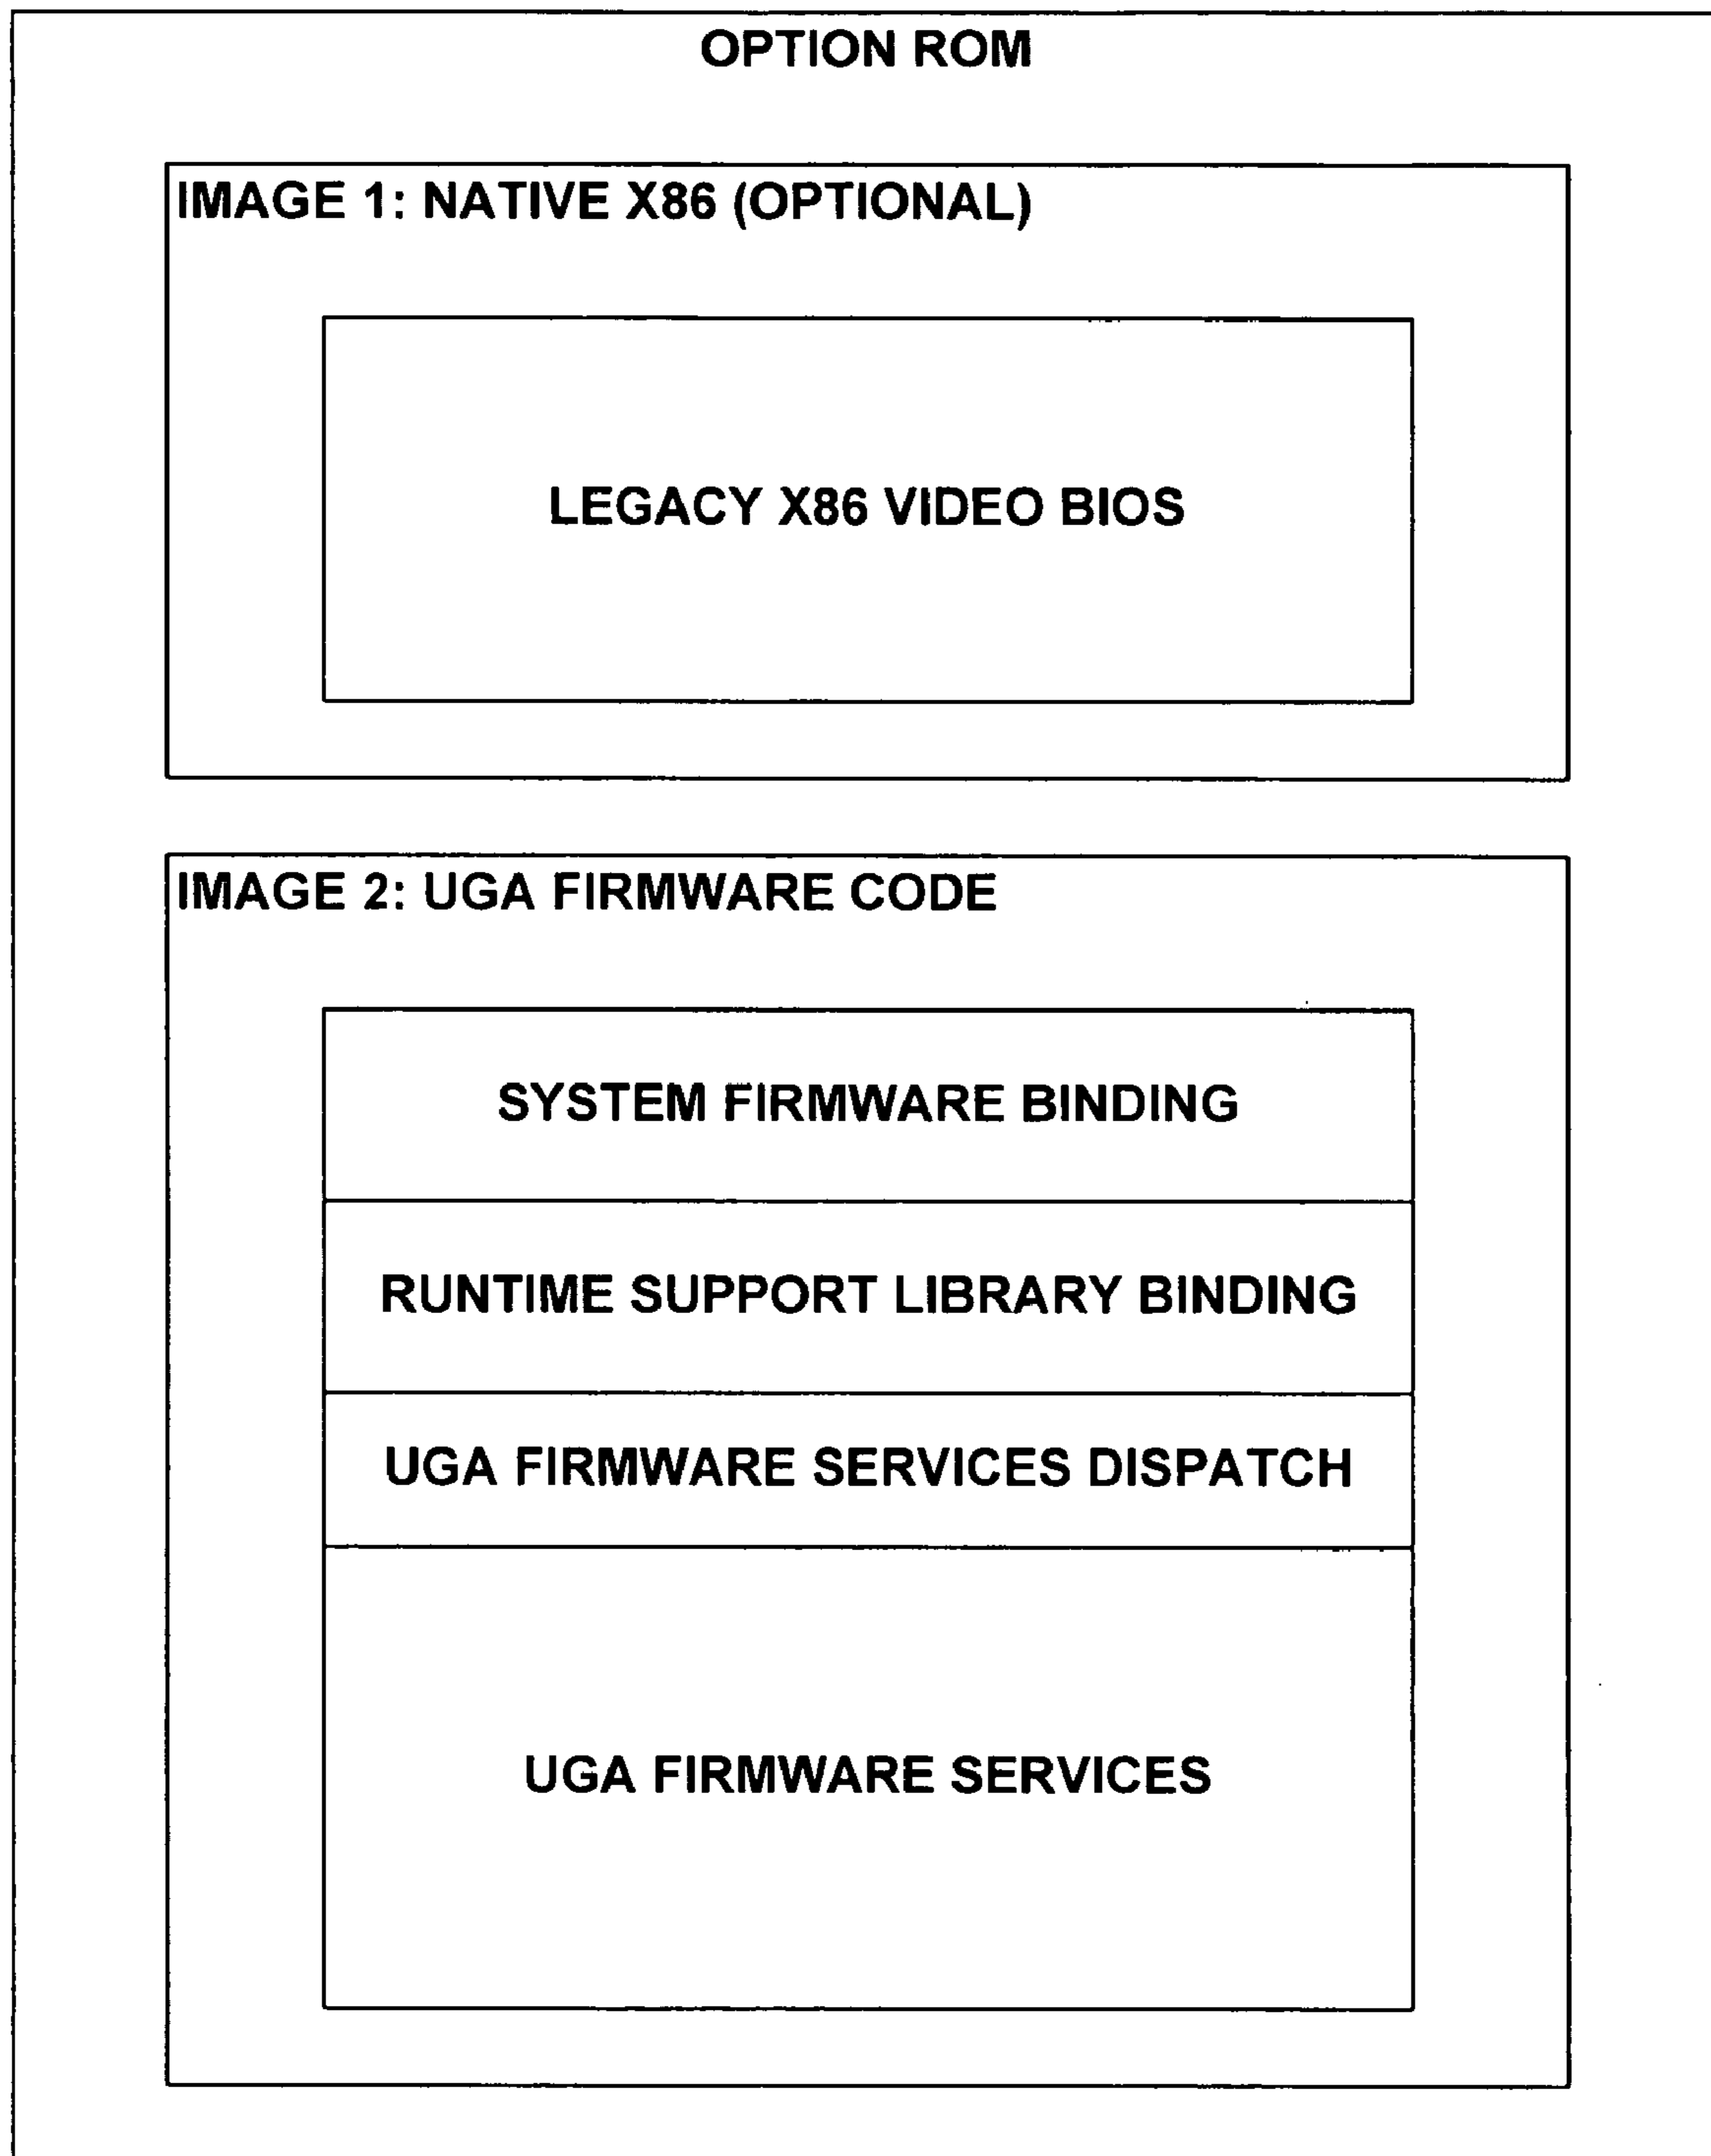 OPTION ROM
IMAGE 1: NATIVE X86 (OPTIONAL)
LEGACY X86 VIDEO BIOS
IMAGE 2: UGA FIRMWARE CODE
SYSTEM FIRMWARE BINDING
RUNTIME SUPPORT LIBRARY BINDING
UGA FIRMWARE SERVICES DISPATCH
UGA FIRMWARE SERVICES